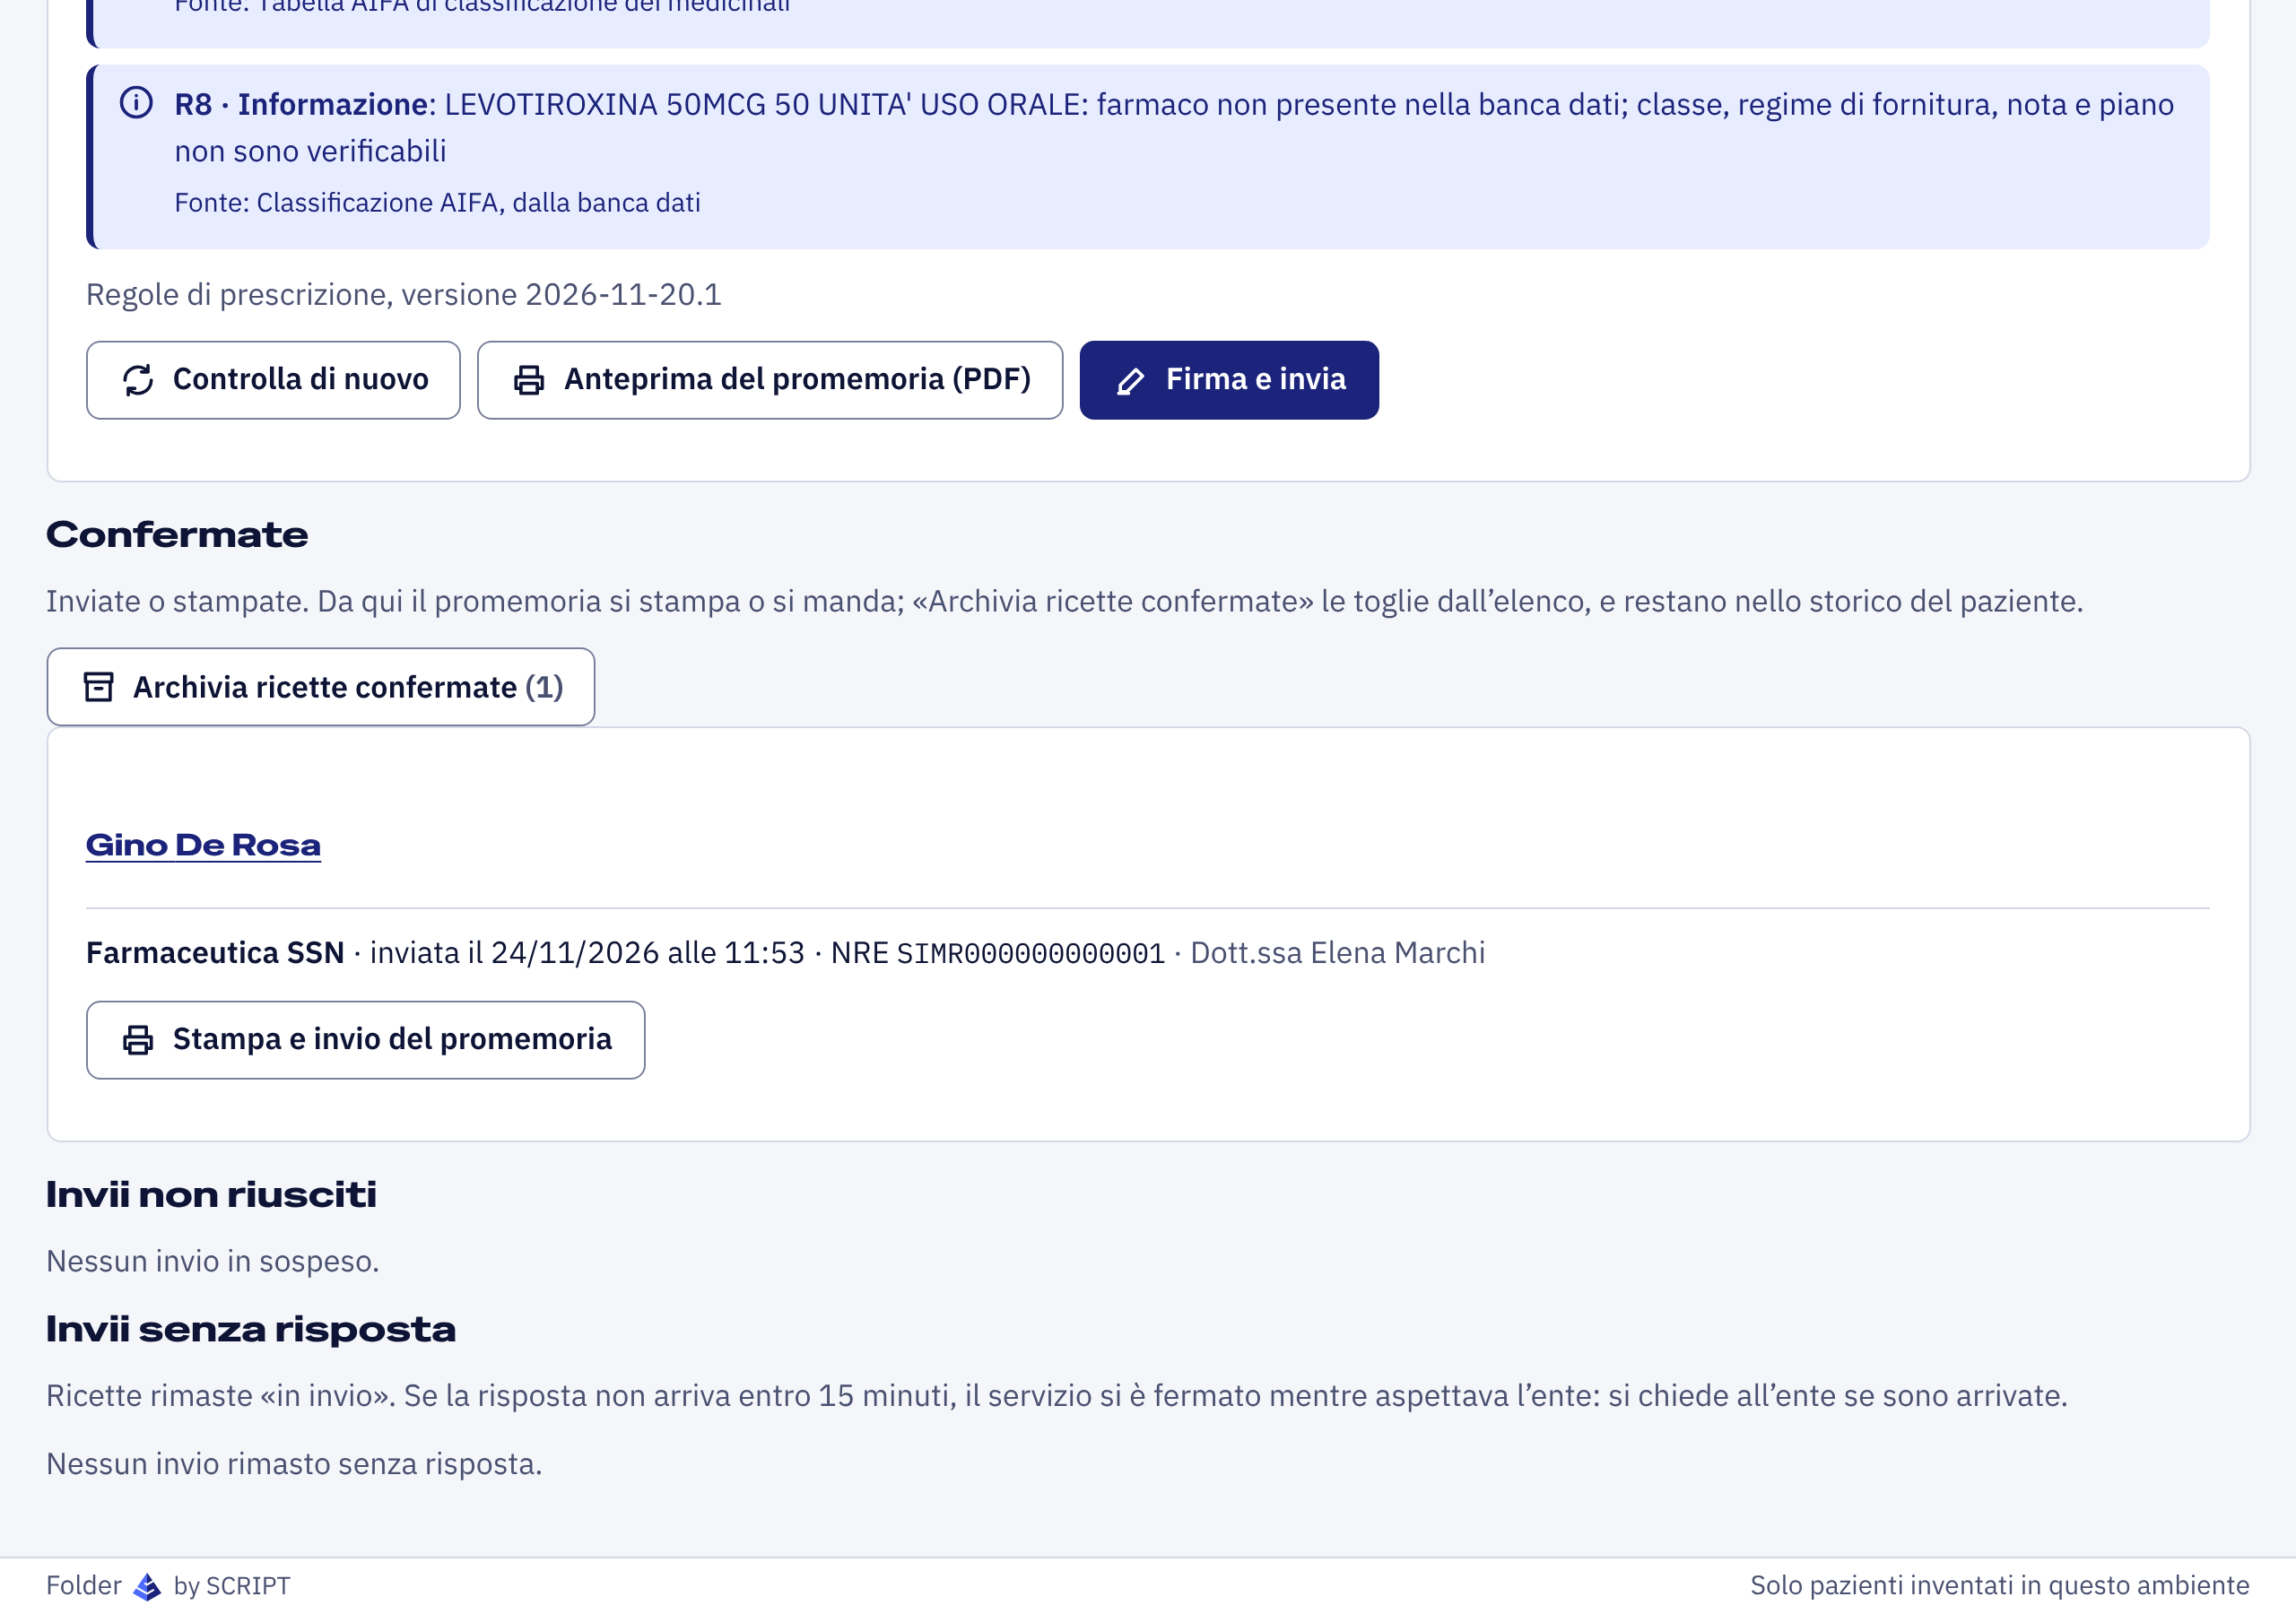 Fonte: Tabella AIFA di classificazione dei medicinali
R8 · Informazione: LEVOTIROXINA 50MCG 50 UNITA' USO ORALE: farmaco non presente nella banca dati; classe, regime di fornitura, nota e piano
non sono verificabili
Fonte: Classificazione AIFA, dalla banca dati
Regole di prescrizione, versione 2026-11-20.1
Controlla di nuovo
Anteprima del promemoria (PDF)
Firma e invia
Confermate
Inviate o stampate. Da qui il promemoria si stampa o si manda; «Archivia ricette confermate» le toglie dall’elenco, e restano nello storico del paziente.
Archivia ricette confermate (1)
Gino De Rosa
Farmaceutica SSN · inviata il 24/11/2026 alle 11:53 · NRE SIMR000000000001 · Dott.ssa Elena Marchi
Stampa e invio del promemoria
Invii non riusciti
Nessun invio in sospeso.
Invii senza risposta
Ricette rimaste «in invio». Se la risposta non arriva entro 15 minuti, il servizio si è fermato mentre aspettava l’ente: si chiede all’ente se sono arrivate.
Nessun invio rimasto senza risposta.
Folder by SCRIPT
Solo pazienti inventati in questo ambiente